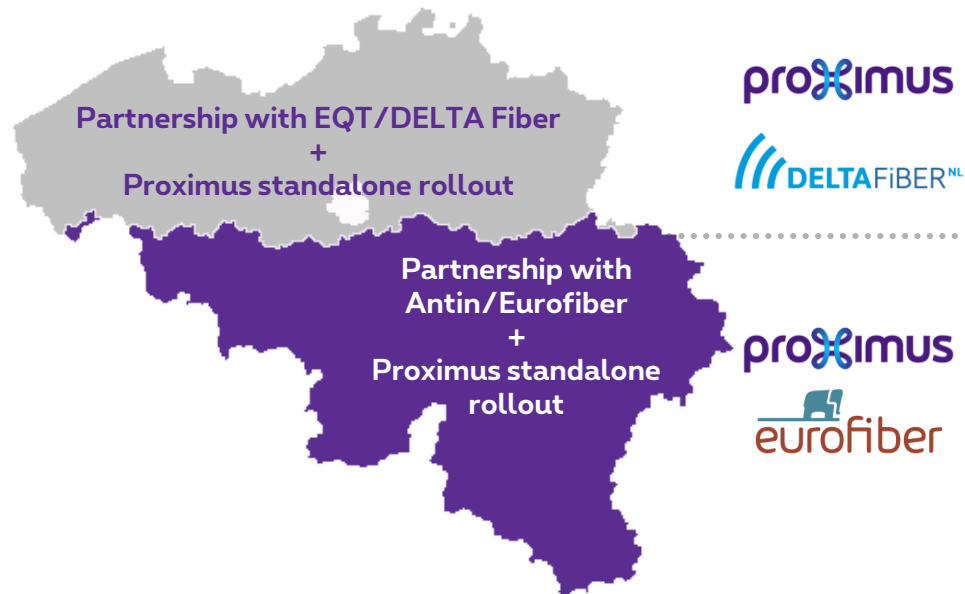 Partnership with EQT/DELTA Fiber
+
Proximus standalone rollout
proximus
DELTAFiBER NL
Partnership with
Antin/Eurofiber
+
Proximus standalone
rollout
proximus
eurofiber